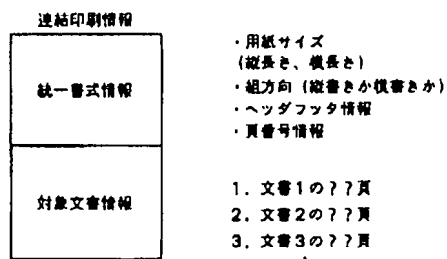 連結印刷情報
統一書式情報
対象文書情報
・用紙サイズ
(縦長さ、横長さ)
・組方向(縦書きか横書きか)
・ヘッダフッタ情報
・頁番号情報
1．文書1の??頁
2．文書2の??頁
3．文書3の??頁